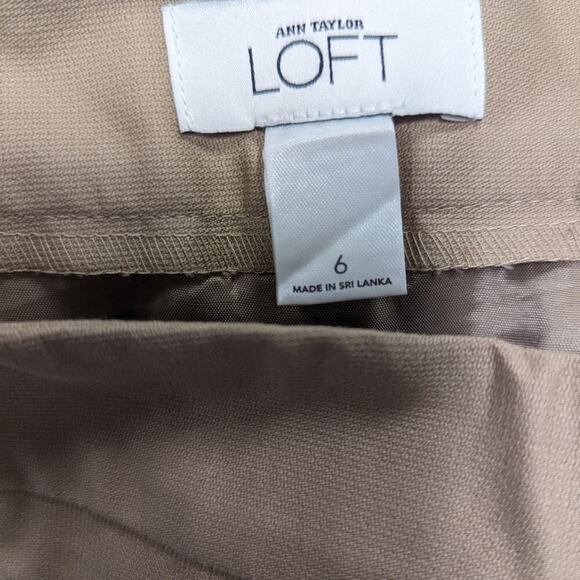 ANN TAYLOR
LOFT
6
MADE IN SRI LANKA